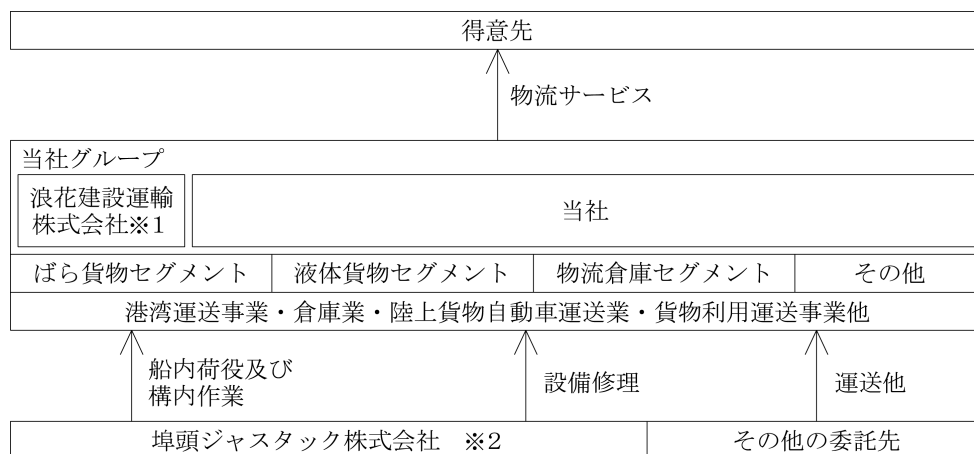 得意先
物流サービス
当社グループ
浪花建設運輸
株式会社※1
当社
ばら貨物セグメント
液体貨物セグメント
物流倉庫セグメント
その他
港湾運送事業・倉庫業・陸上貨物自動車運送業・貨物利用運送事業他
船内荷役及び
構内作業
設備修理
運送他
埠頭ジャスタック株式会社　※2
その他の委託先